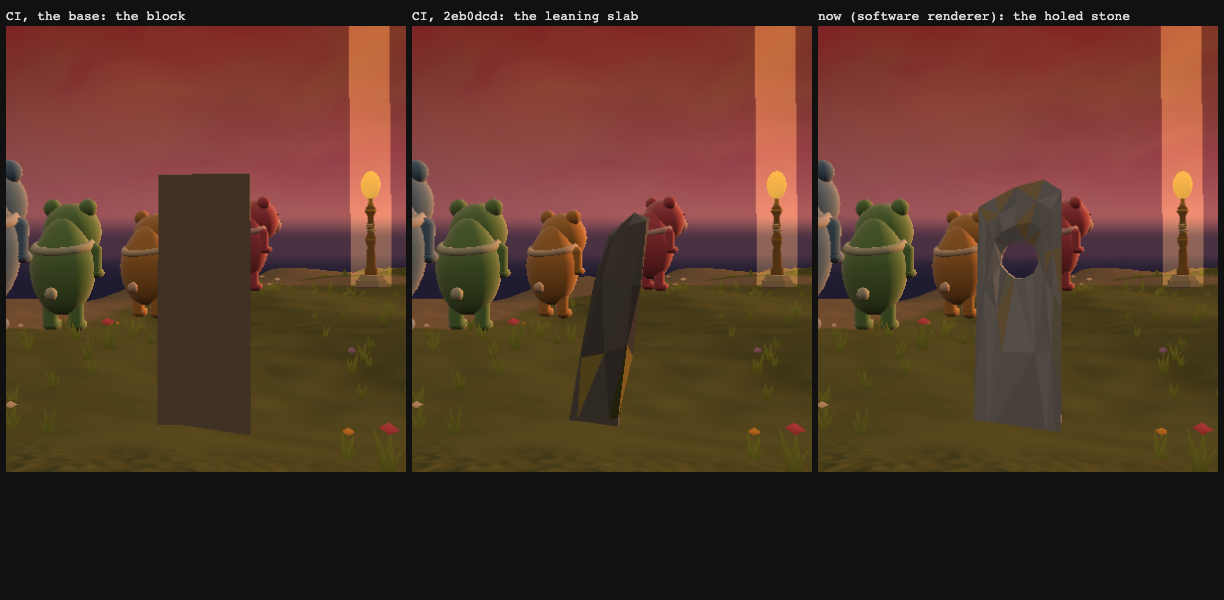 CI, the base: the block
CI, 2eb0dcd: the leaning slab
now (software renderer): the holed stone